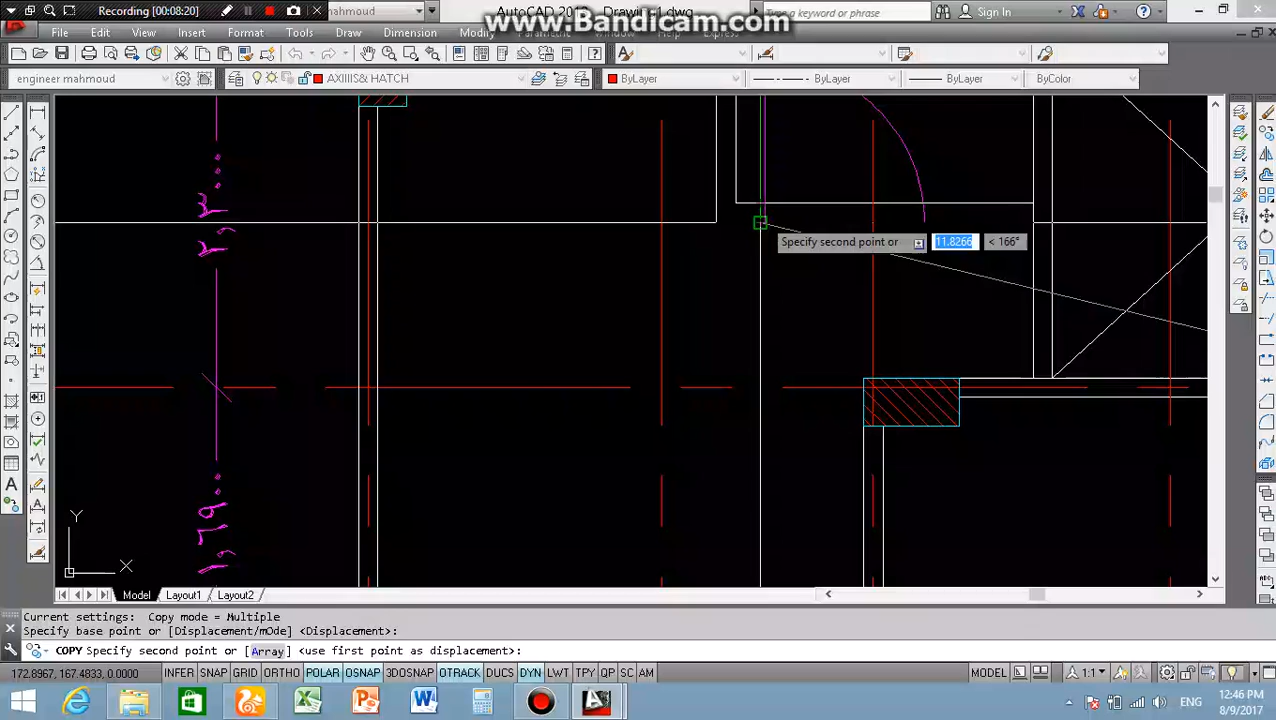 Recording [00:08:20]
mahmoud
AutoCAD 20
Drawing1.dwg
www.Bandicam.com
Type a keyword or phrase
Sign In
File Edit View Insert Format Tools Draw Dimension Modify Window Express
engineer mahmoud
AXIIIS& HATCH
ByLayer
ByLayer
ByLayer
ByColor
Specify second point or 11.8266 < 166°
Y
X
Model Layout1 Layout2
Current settings: Copy mode = Multiple
Specify base point or [Displacement/mOde] <Displacement>:
COPY Specify second point or [Array] <use first point as displacement>:
172.8967, 167.4833, 0.0000 INFER SNAP GRID ORTHO POLAR OSNAP 3DOSNAP OTRACK DUCS DYN LWT TPY QP SC AM MODEL 1:1
ENG
12:46 PM
8/9/2017